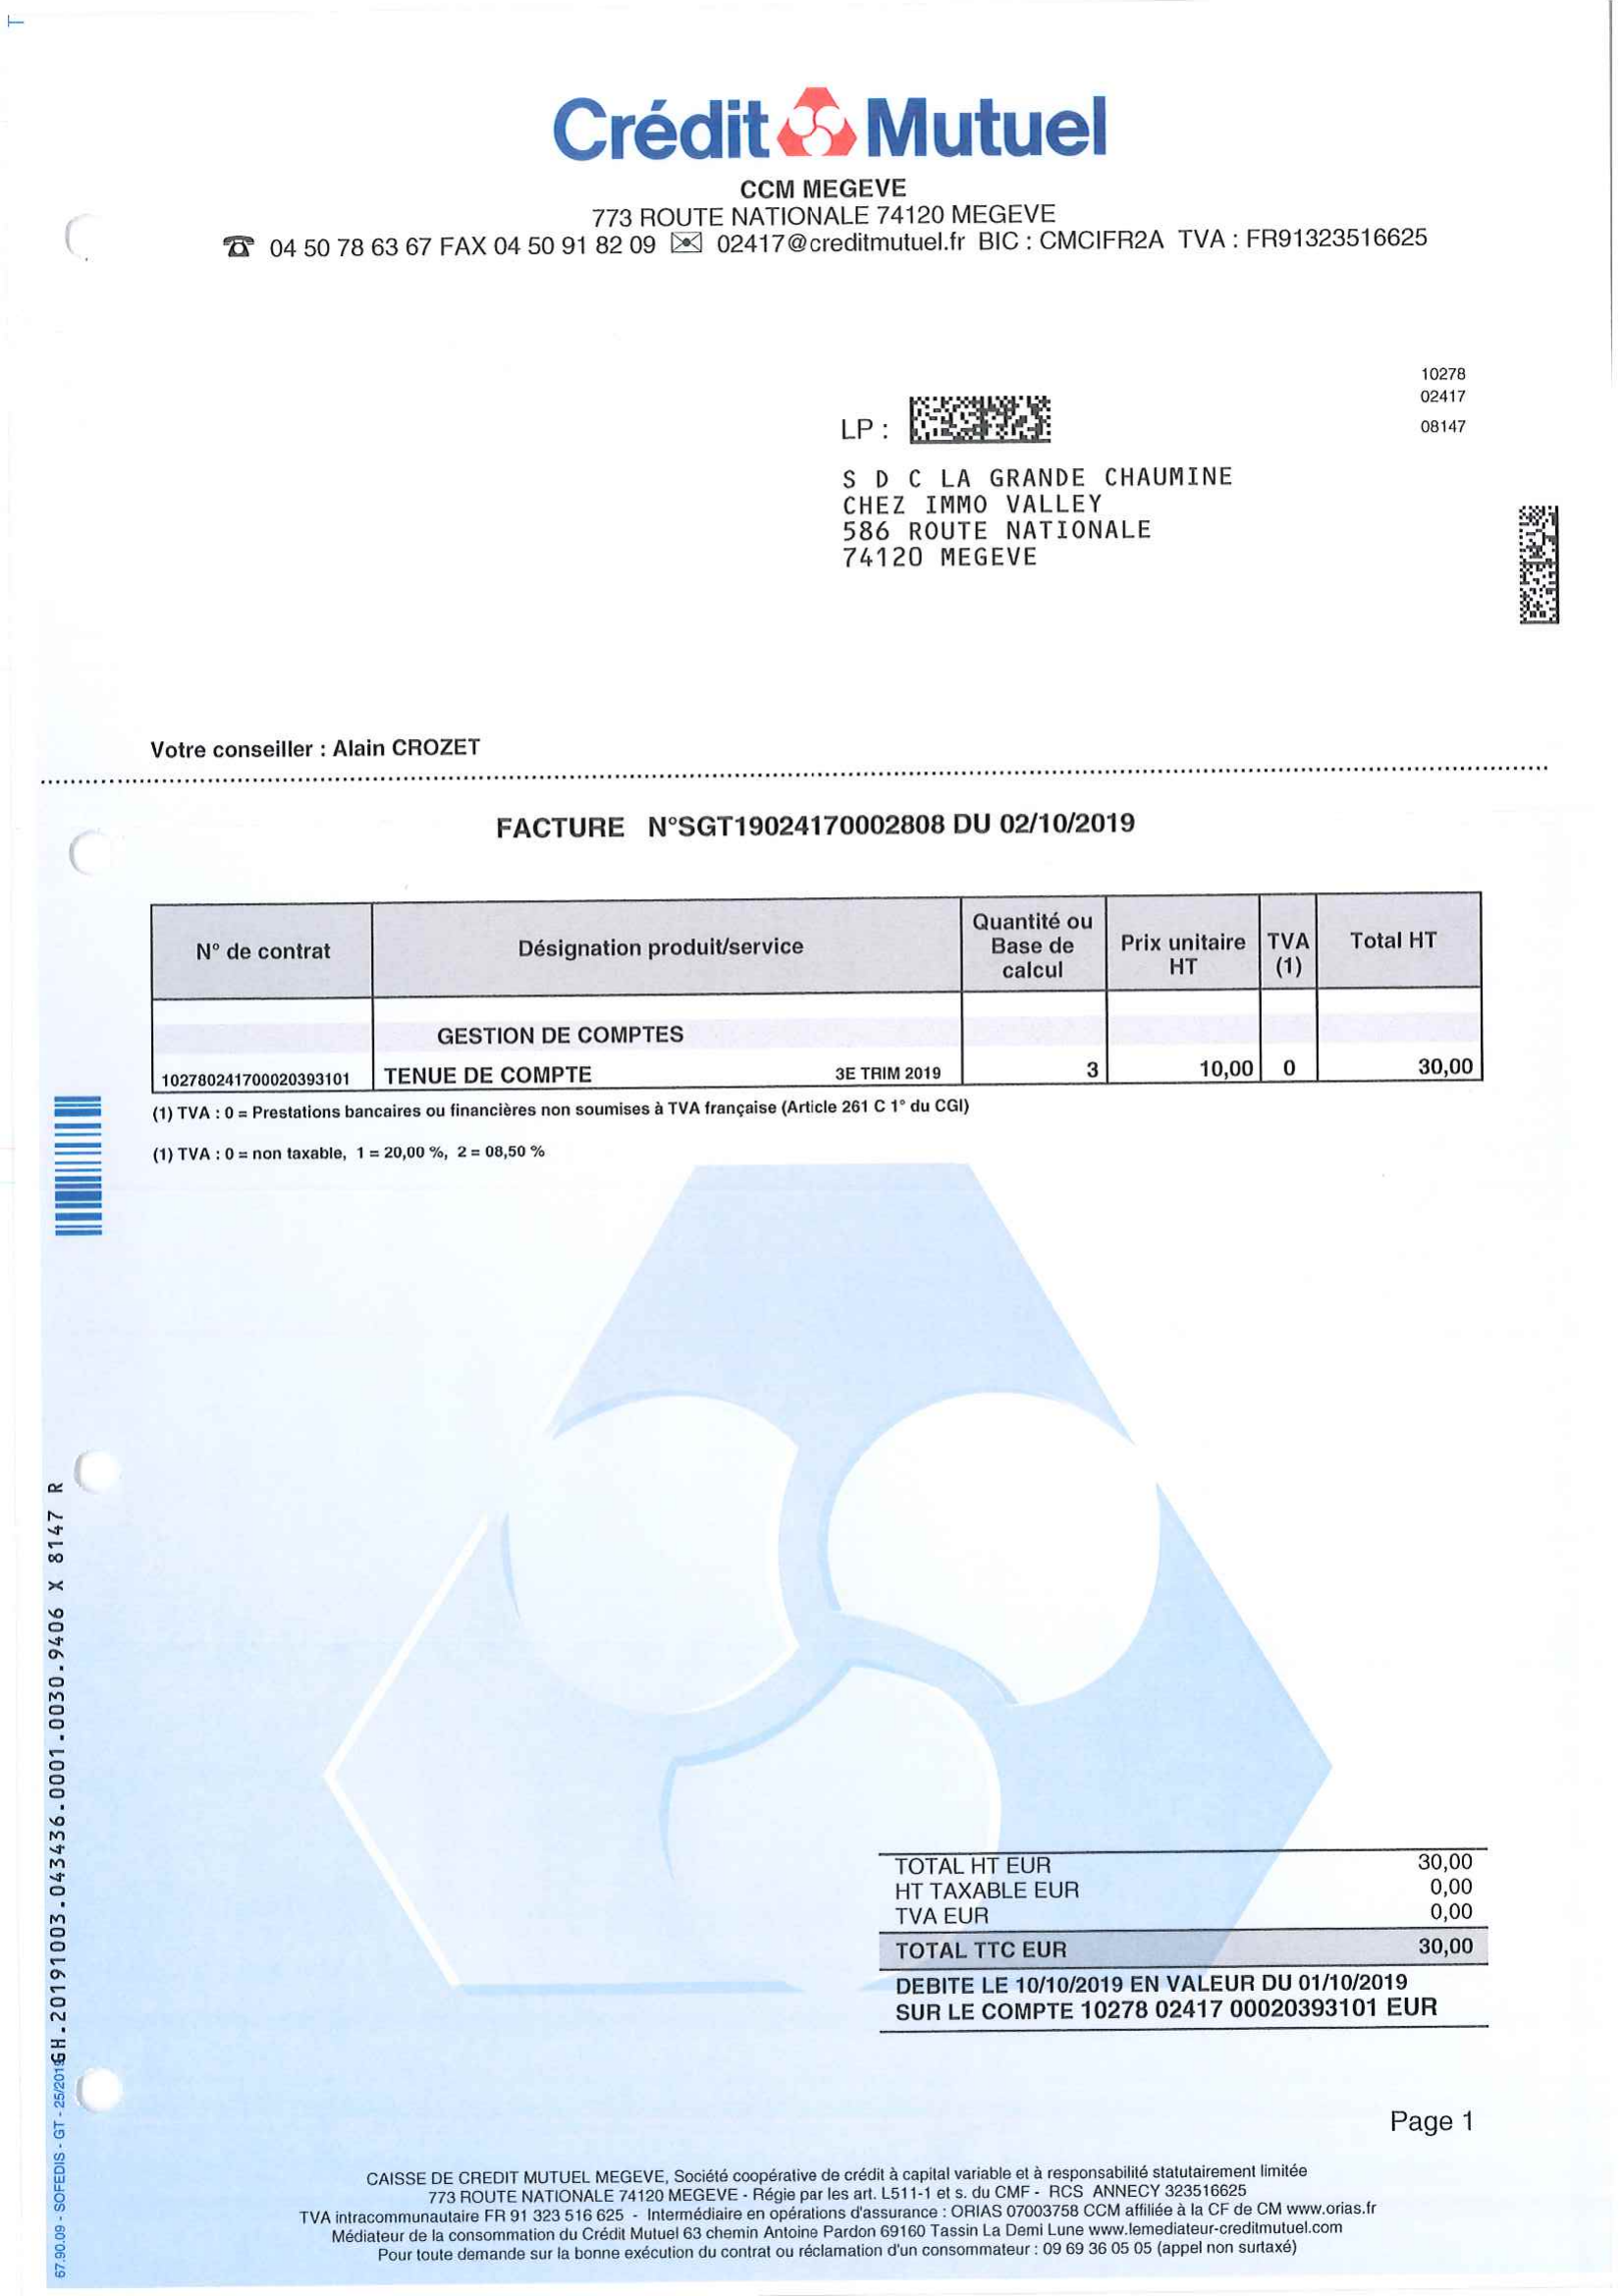 Crédit Mutuel
CCM MEGEVE
773 ROUTE NATIONALE 74120 MEGEVE
04 50 78 63 67 FAX 04 50 91 82 09 02417@creditmutuel.fr BIC : CMCIFR2A TVA : FR91323516625
10278
02417
08147
LP :
S D C LA GRANDE CHAUMINE
CHEZ IMMO VALLEY
586 ROUTE NATIONALE
74120 MEGEVE
Votre conseiller : Alain CROZET
FACTURE N°SGT19024170002808 DU 02/10/2019
N° de contrat Désignation produit/service Quantité ou Base de calcul Prix unitaire HT TVA (1) Total HT
GESTION DE COMPTES
102780241700020393101 TENUE DE COMPTE 3E TRIM 2019 3 10,00 0 30,00
(1) TVA : 0 = Prestations bancaires ou financières non soumises à TVA française (Article 261 C 1° du CGI)
(1) TVA : 0 = non taxable, 1 = 20,00 %, 2 = 08,50 %
TOTAL HT EUR 30,00
HT TAXABLE EUR 0,00
TVA EUR 0,00
TOTAL TTC EUR 30,00
DEBITE LE 10/10/2019 EN VALEUR DU 01/10/2019
SUR LE COMPTE 10278 02417 00020393101 EUR
Page 1
CAISSE DE CREDIT MUTUEL MEGEVE, Société coopérative de crédit à capital variable et à responsabilité statutairement limitée
773 ROUTE NATIONALE 74120 MEGEVE - Régie par les art. L511-1 et s. du CMF - RCS ANNECY 323516625
TVA intracommunautaire FR 91 323 516 625 - Intermédiaire en opérations d'assurance : ORIAS 07003758 CCM affiliée à la CF de CM www.orias.fr
Médiateur de la consommation du Crédit Mutuel 63 chemin Antoine Pardon 69160 Tassin La Demi Lune www.lemediateur-creditmutuel.com
Pour toute demande sur la bonne exécution du contrat ou réclamation d'un consommateur : 09 69 36 05 05 (appel non surtaxé)
67.90.09 - SOFEDIS - GT - 25/2019
GH.20191003.043436.0001.0030.9406 X 8147 R